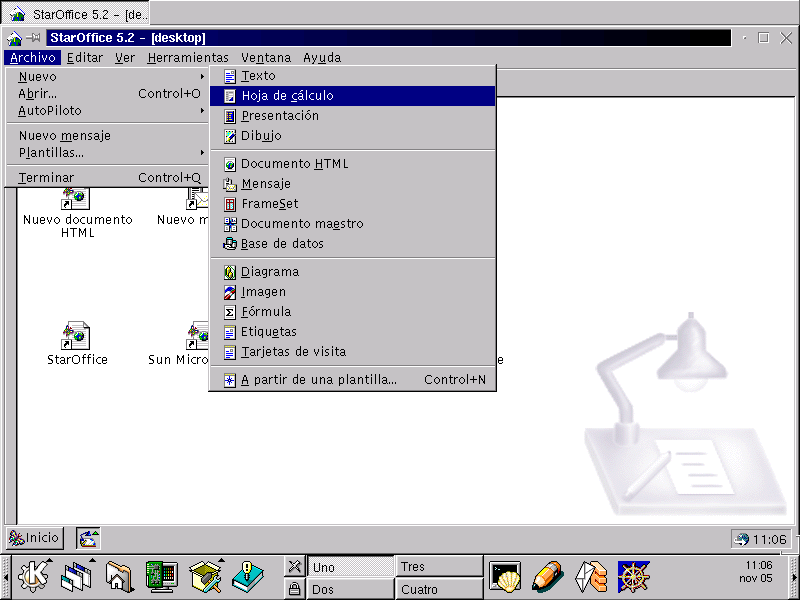 StarOffice 5.2 - [de..
StarOffice 5.2 - [desktop]
Archivo Editar Ver Herramientas Ventana Ayuda
Nuevo
Abrir... Control+O
AutoPiloto
Nuevo mensaje
Plantillas...
Terminar Control+Q
Texto
Hoja de cálculo
Presentación
Dibujo
Documento HTML
Mensaje
FrameSet
Documento maestro
Base de datos
Diagrama
Imagen
Fórmula
Etiquetas
Tarjetas de visita
A partir de una plantilla... Control+N
Nuevo documento
HTML
Nuevo m
StarOffice
Sun Micro
e
Inicio
11:06
Uno
Dos
Tres
Cuatro
11:06
nov 05